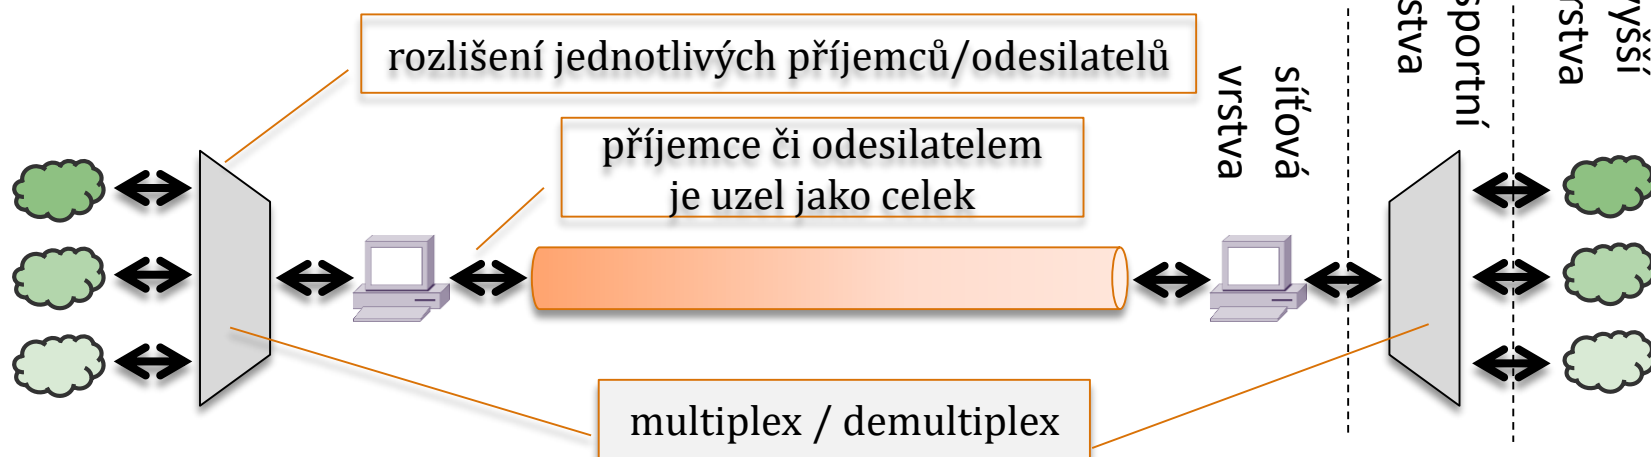 rozlišení jednotlivých příjemců/odesilatelů
příjemce či odesilatelem
je uzel jako celek
multiplex / demultiplex
síťová
vrstva